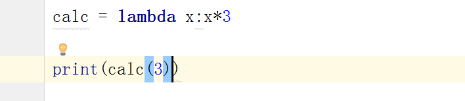 calc = lambda x:x*3
print(calc(3))